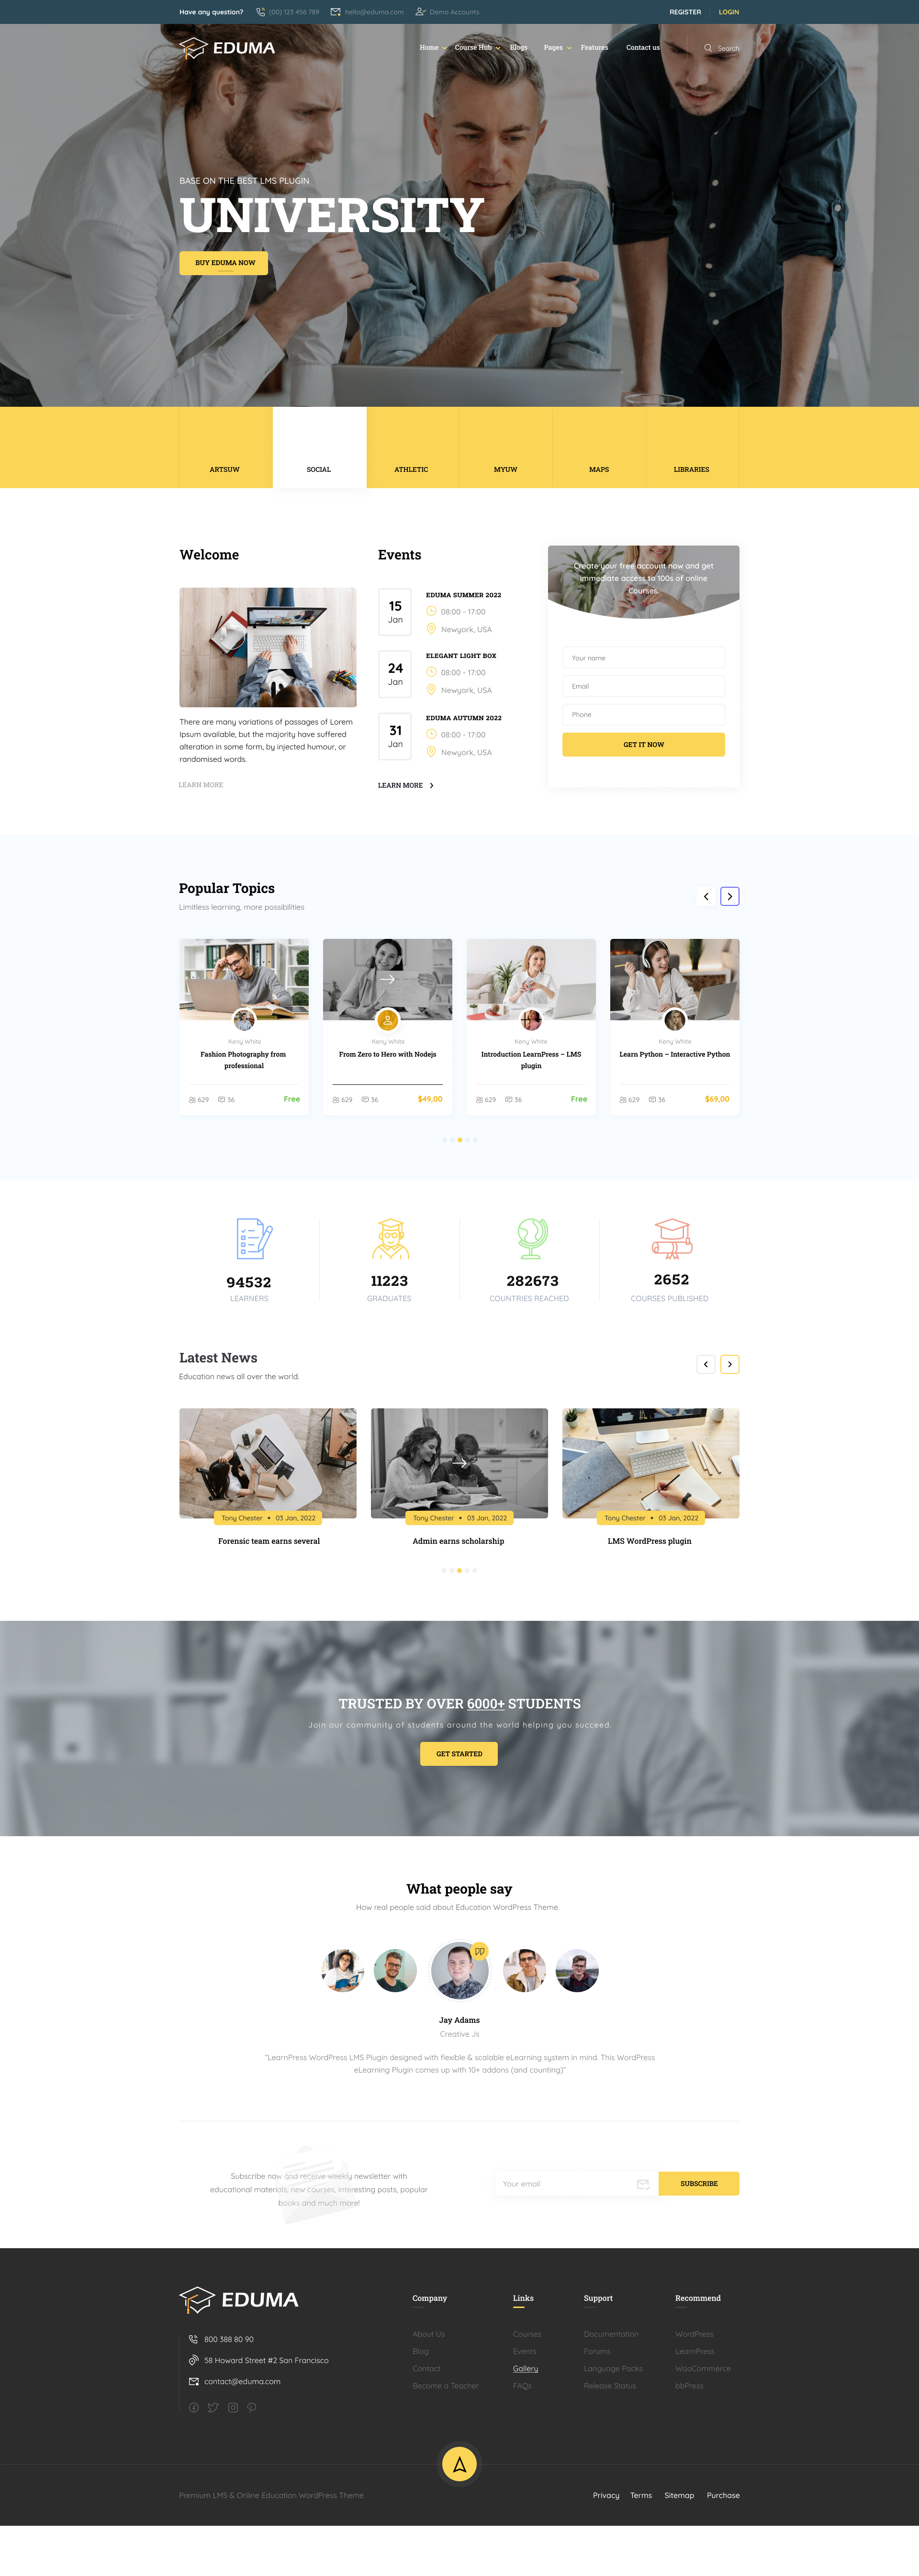 Have any question?
(00) 123 456 789
hello@eduma.com
Demo Accounts
REGISTER
LOGIN
EDUMA
Home
Course Hub
Blogs
Pages
Features
Contact us
Search
BASE ON THE BEST LMS PLUGIN
UNIVERSITY
BUY EDUMA NOW
ARTSUW
SOCIAL
ATHLETIC
MYUW
MAPS
LIBRARIES
Welcome
There are many variations of passages of Lorem
Ipsum available, but the majority have suffered
alteration in some form, by injected humour, or
randomised words.
LEARN MORE
Events
15
Jan
EDUMA SUMMER 2022
08:00 - 17:00
Newyork, USA
24
Jan
ELEGANT LIGHT BOX
08:00 - 17:00
Newyork, USA
31
Jan
EDUMA AUTUMN 2022
08:00 - 17:00
Newyork, USA
LEARN MORE
Create your free account now and get
immediate access to 100s of online
Courses.
Your name
Email
Phone
GET IT NOW
Popular Topics
Limitless learning, more possibilities
Keny White
Fashion Photography from
professional
629
36
Free
Keny White
From Zero to Hero with Nodejs
629
36
$49,00
Keny White
Introduction LearnPress – LMS
plugin
629
36
Free
Keny White
Learn Python – Interactive Python
629
36
$69,00
94532
LEARNERS
11223
GRADUATES
282673
COUNTRIES REACHED
2652
COURSES PUBLISHED
Latest News
Education news all over the world.
Tony Chester • 03 Jan, 2022
Forensic team earns several
Tony Chester • 03 Jan, 2022
Admin earns scholarship
Tony Chester • 03 Jan, 2022
LMS WordPress plugin
TRUSTED BY OVER 6000+ STUDENTS
Join our community of students around the world helping you succeed.
GET STARTED
What people say
How real people said about Education WordPress Theme.
Jay Adams
Creative Js
"LearnPress WordPress LMS Plugin designed with flexible & scalable eLearning system in mind. This WordPress
eLearning Plugin comes up with 10+ addons (and counting)"
Subscribe now and receive weekly newsletter with
educational materials, new courses, interesting posts, popular
books and much more!
Your email
SUBSCRIBE
EDUMA
800 388 80 90
58 Howard Street #2 San Francisco
contact@eduma.com
Company
About Us
Blog
Contact
Become a Teacher
Links
Courses
Events
Gallery
FAQs
Support
Documentation
Forums
Language Packs
Release Status
Recommend
WordPress
LearnPress
WooCommerce
bbPress
Premium LMS & Online Education WordPress Theme
Privacy
Terms
Sitemap
Purchase